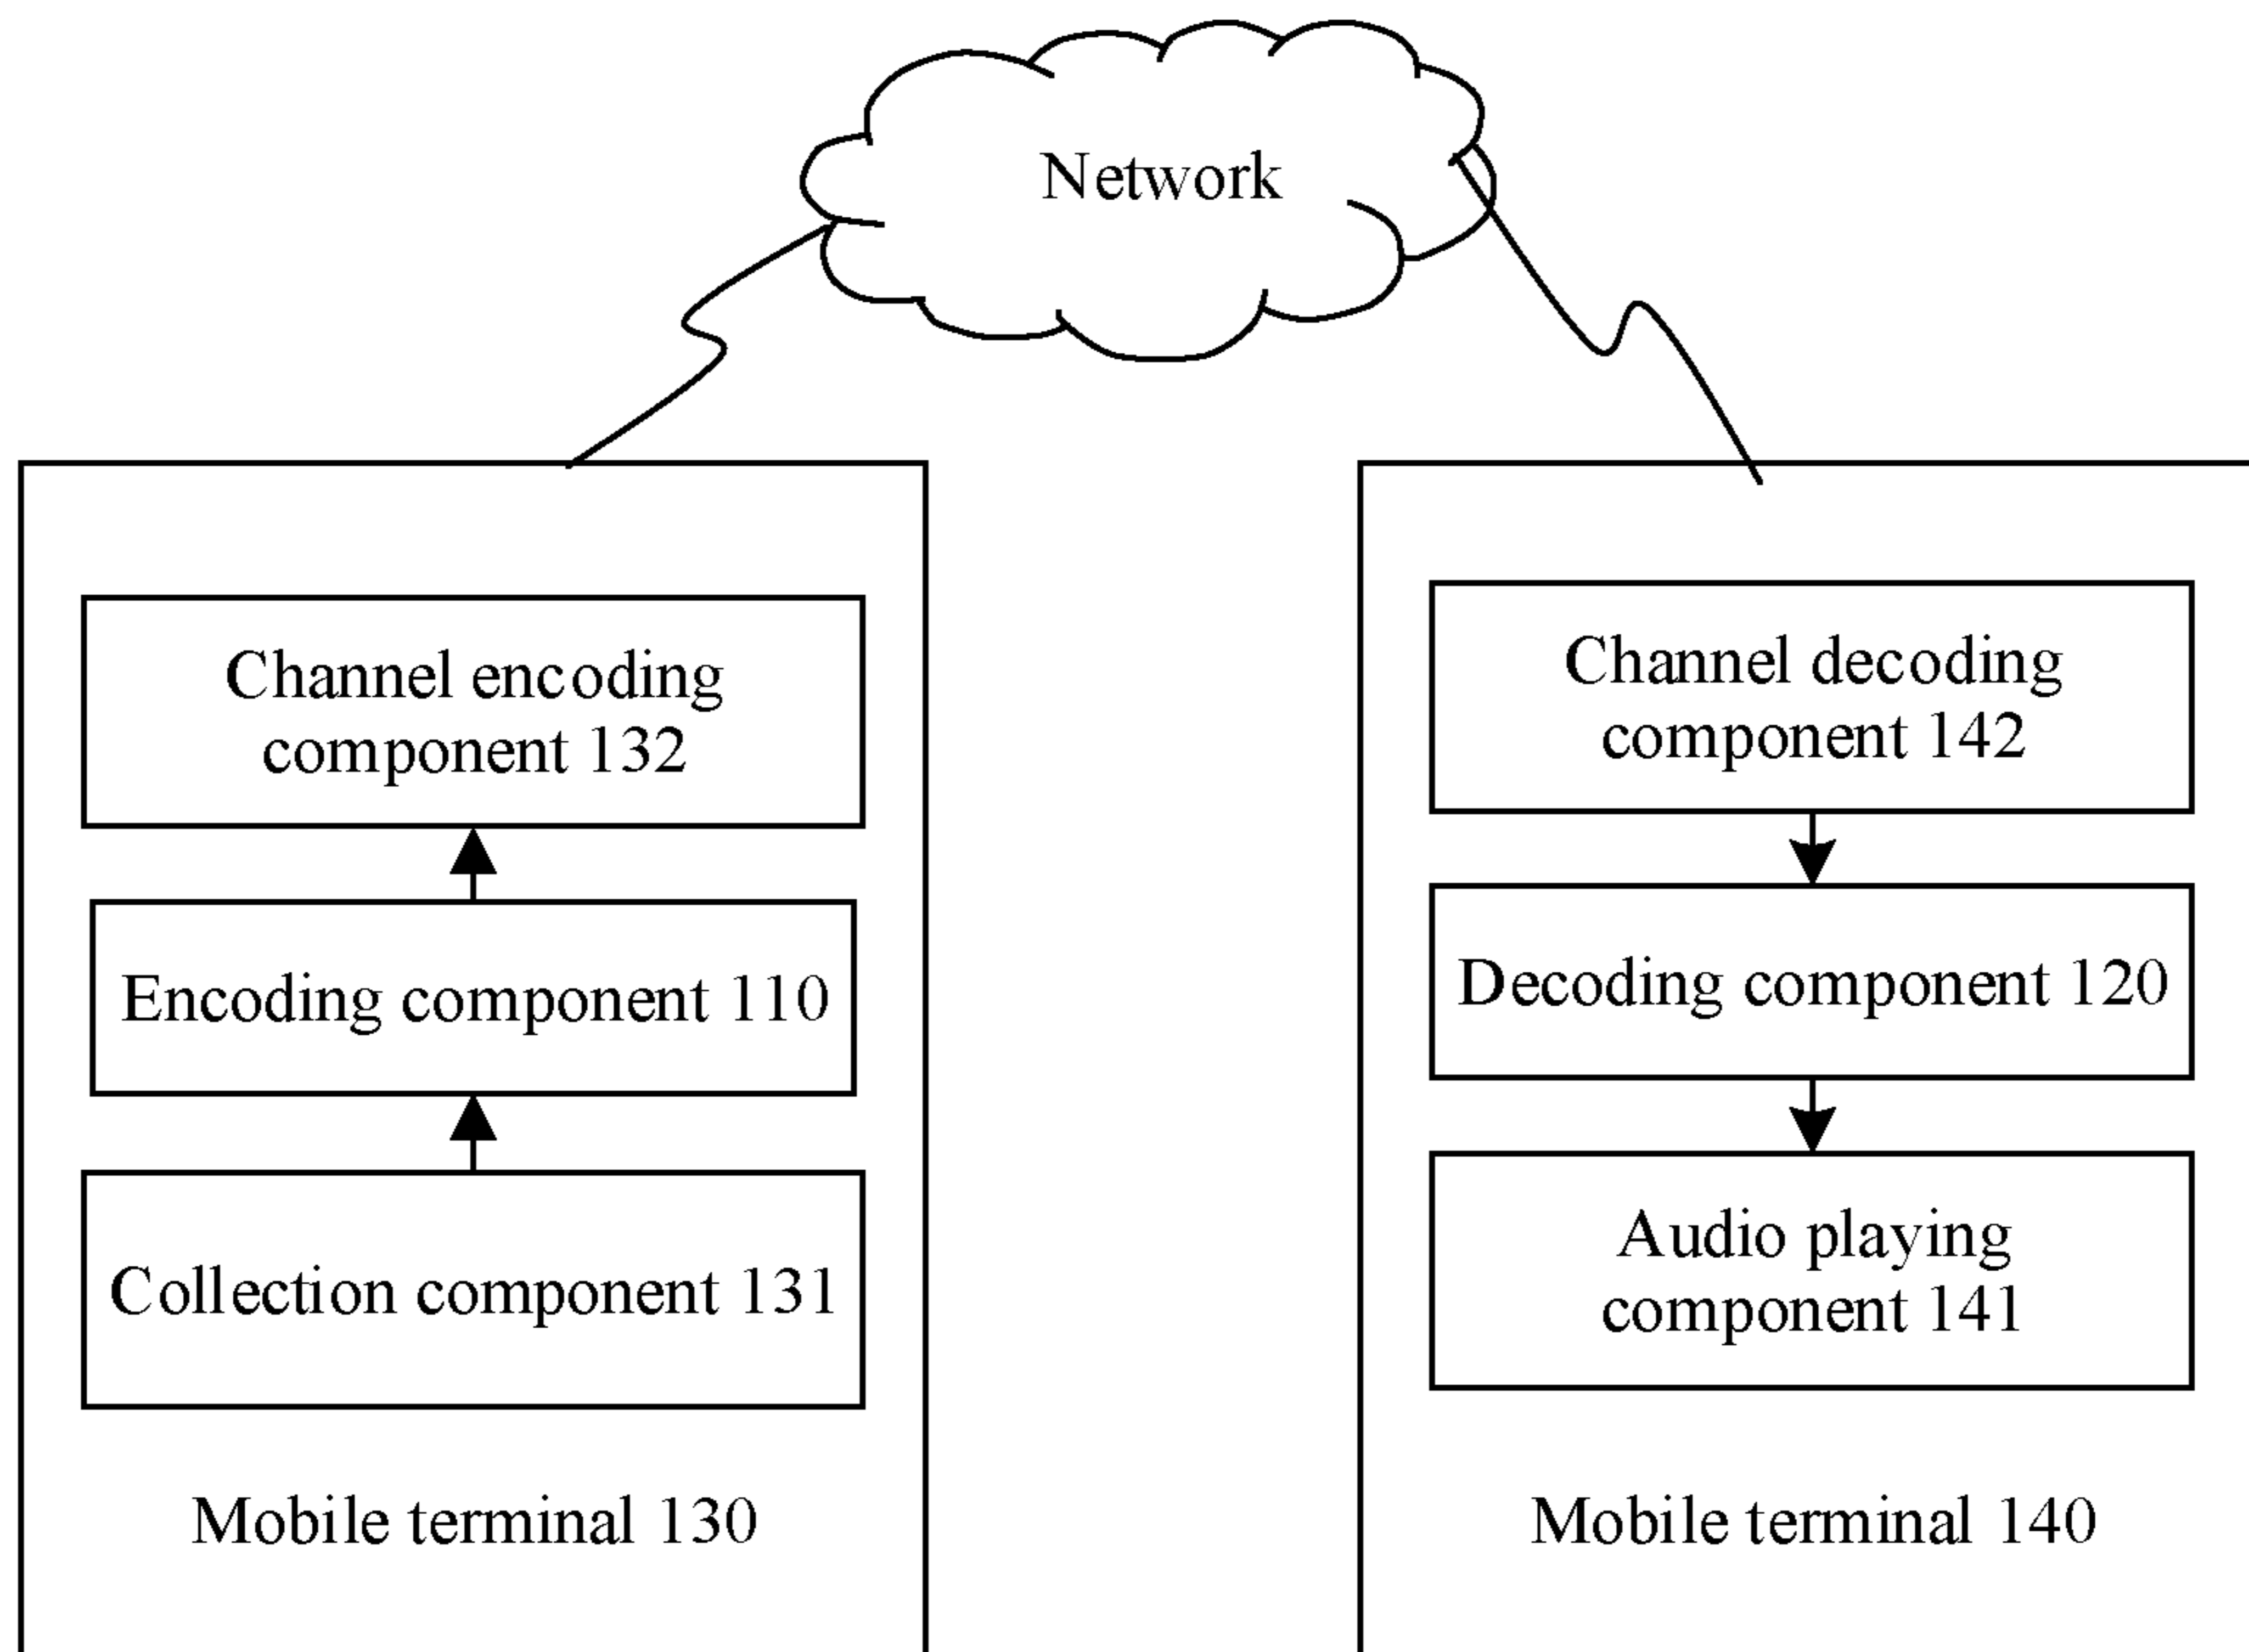 Network
Channel encoding
component 132
Encoding component 110
Collection component 131
Mobile terminal 130
Channel decoding
component 142
Decoding component 120
Audio playing
component 141
Mobile terminal 140